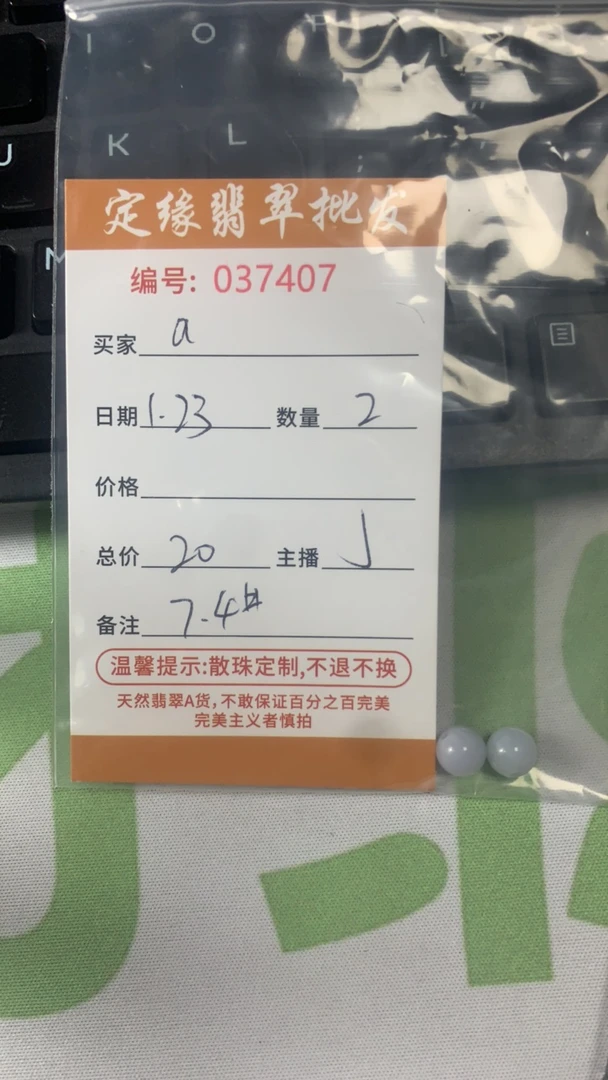 I O P
K L ;
U
M
定缘翡翠批发
编号: 037407
买家 a
日期 1.23 数量 2
价格
总价 20 主播 J
备注 7.4
温馨提示:散珠定制,不退不换
天然翡翠A货,不敢保证百分之百完美
完美主义者慎拍